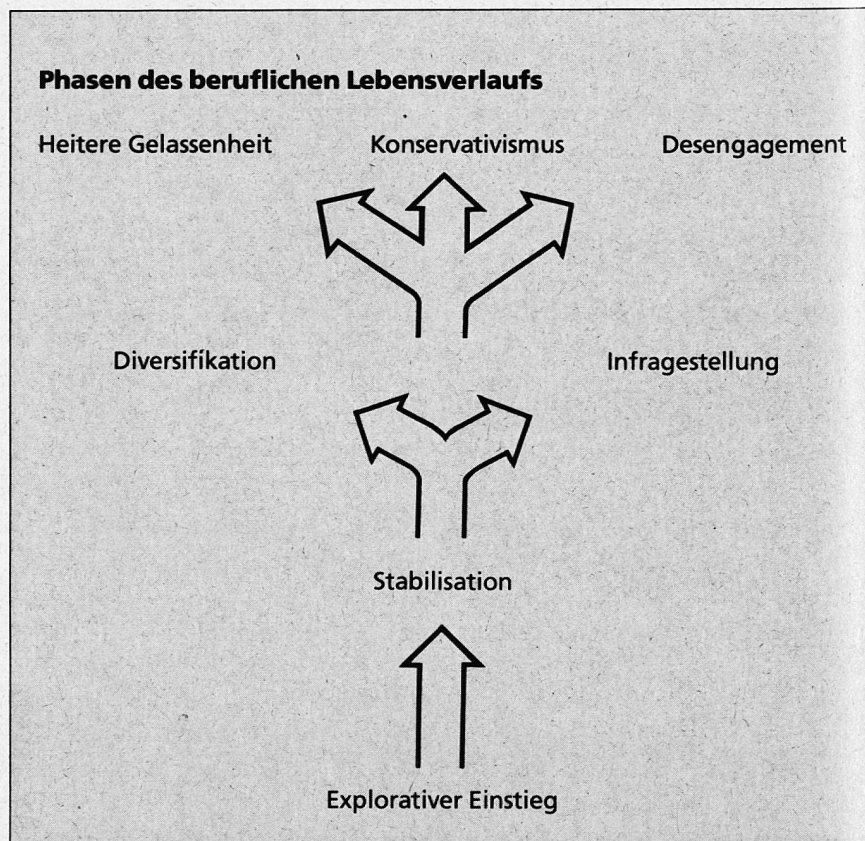 Phasen des beruflichen Lebensverlaufs
Heitere Gelassenheit Konservativismus Desengagement
Diversifikation Infragestellung
Stabilisation
Explorativer Einstieg